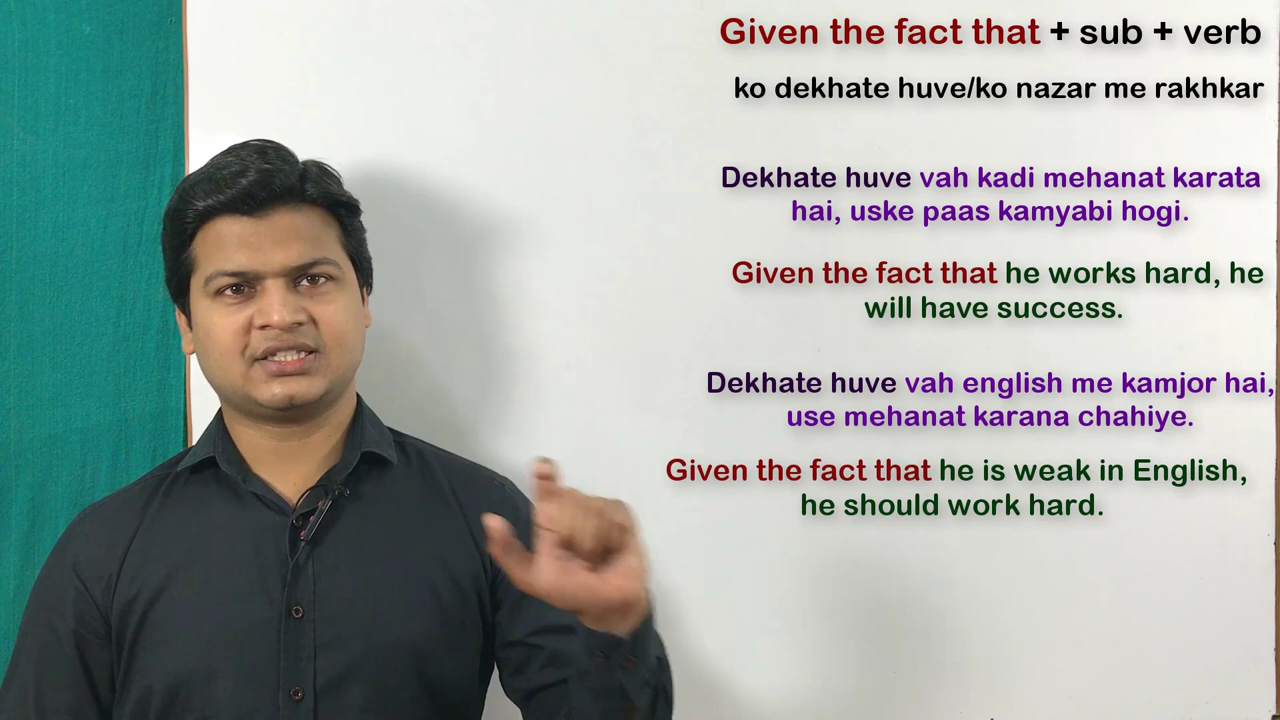 Given the fact that + sub + verb
ko dekhate huve/ko nazar me rakhkar
Dekhate huve vah kadi mehanat karata
hai, uske paas kamyabi hogi.
Given the fact that he works hard, he
will have success.
Dekhate huve vah english me kamjor hai,
use mehanat karana chahiye.
Given the fact that he is weak in English,
he should work hard.